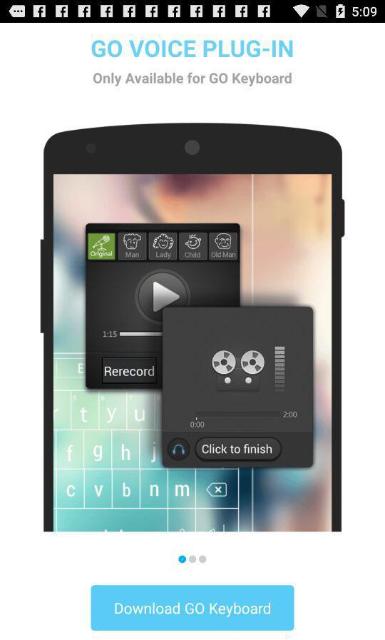 5:09
GO VOICE PLUG-IN
Only Available for GO Keyboard
Original Man Lady Child Old Man
1:15
Rerecord
0:00 2:00
Click to finish
E
t y u
f g h j
c v b n m
Download GO Keyboard